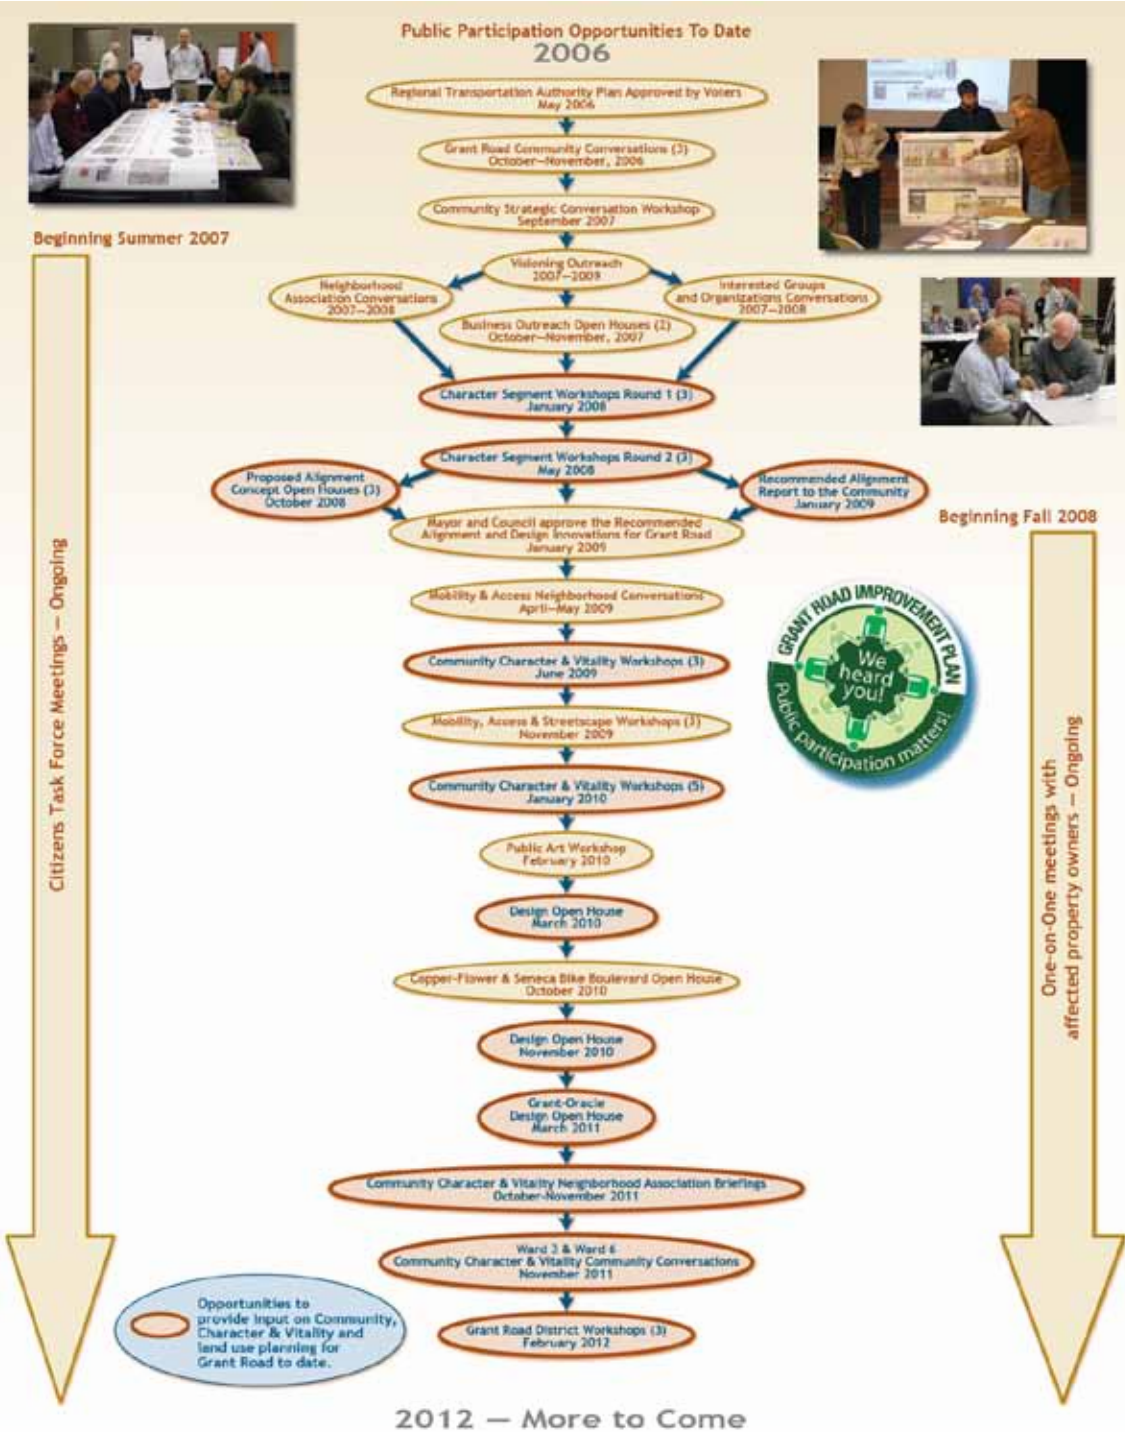 Public Participation Opportunities To Date
2006
Regional Transportation Authority Plan Approved by Voters
May 2006
Grant Road Community Conversations (3)
October—November, 2006
Community Strategic Conversation Workshop
September 2007
Beginning Summer 2007
Visioning Outreach
2007—2009
Neighborhood
Association Conversations
2007—2008
Interested Groups
and Organizations Conversations
2007—2008
Business Outreach Open Houses (2)
October—November, 2007
Character Segment Workshops Round 1 (3)
January 2008
Character Segment Workshops Round 2 (3)
May 2008
Proposed Alignment
Concept Open Houses (3)
October 2008
Recommended Alignment
Report to the Community
January 2009
Beginning Fall 2008
Mayor and Council approve the Recommended
Alignment and Design Innovations for Grant Road
January 2009
Mobility & Access Neighborhood Conversations
April—May 2009
Community Character & Vitality Workshops (3)
June 2009
Mobility, Access & Streetscape Workshops (3)
November 2009
Community Character & Vitality Workshops (5)
January 2010
Public Art Workshop
February 2010
Design Open House
March 2010
Copper-Flower & Seneca Bike Boulevard Open House
October 2010
Design Open House
November 2010
Grant-Oracle
Design Open House
March 2011
Community Character & Vitality Neighborhood Association Briefings
October-November 2011
Ward 3 & Ward 6
Community Character & Vitality Community Conversations
November 2011
Grant Road District Workshops (3)
February 2012
Citizens Task Force Meetings — Ongoing
GRANT ROAD IMPROVEMENT PLAN
We
heard
you!
Public participation matters!
One-on-One meetings with
affected property owners — Ongoing
Opportunities to
provide input on Community,
Character & Vitality and
land use planning for
Grant Road to date.
2012 — More to Come